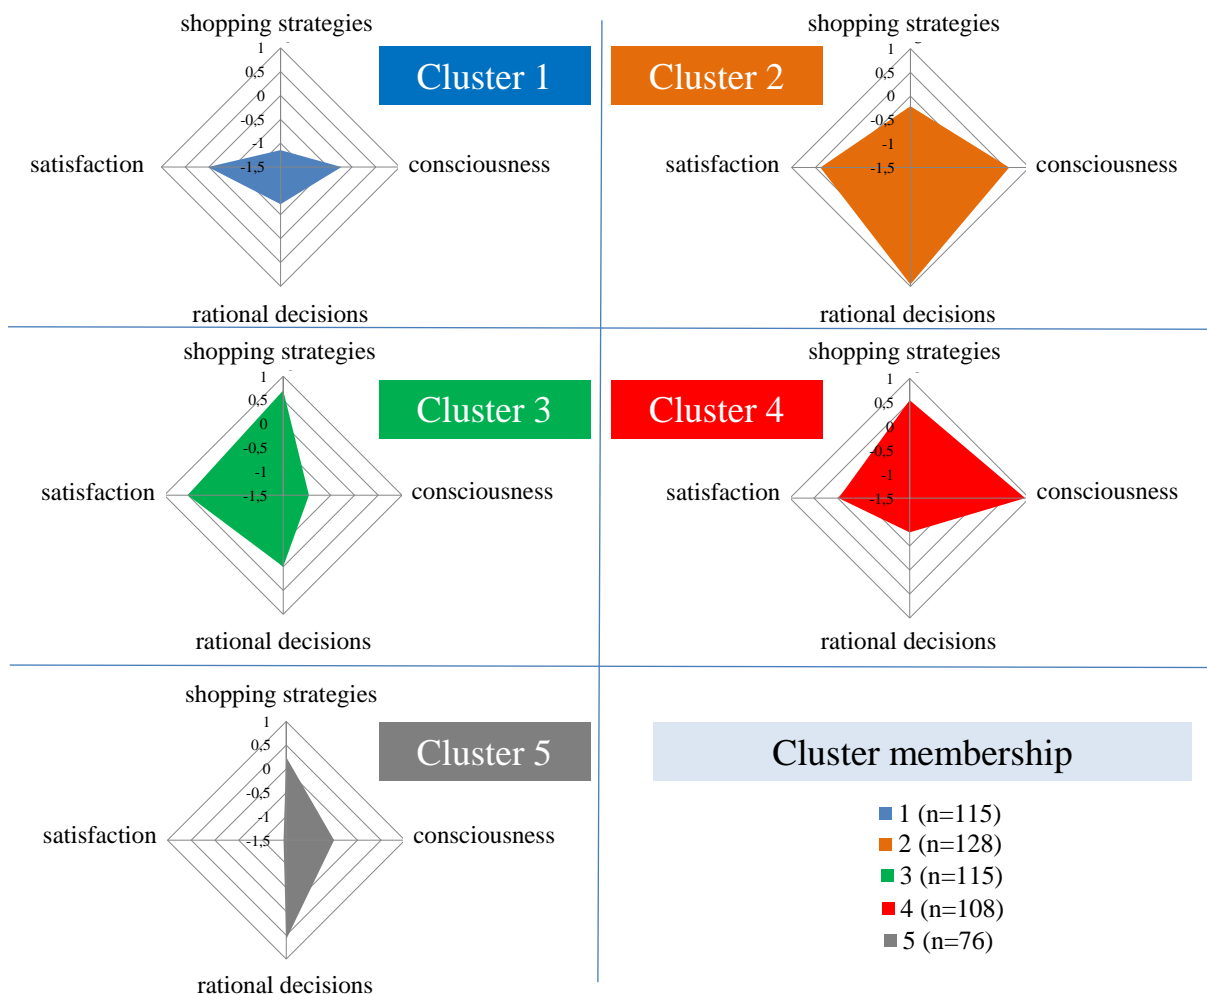 shopping strategies
1
0,5
0
-0,5
-1
-1,5
Cluster 1
satisfaction
consciousness
rational decisions
shopping strategies
1
0,5
0
-0,5
-1
-1,5
Cluster 2
satisfaction
consciousness
rational decisions
shopping strategies
1
0,5
0
-0,5
-1
-1,5
Cluster 3
satisfaction
consciousness
rational decisions
shopping strategies
1
0,5
0
-0,5
-1
-1,5
Cluster 4
satisfaction
consciousness
rational decisions
shopping strategies
1
0,5
0
-0,5
-1
-1,5
Cluster 5
satisfaction
consciousness
rational decisions
Cluster membership
1 (n=115)
2 (n=128)
3 (n=115)
4 (n=108)
5 (n=76)